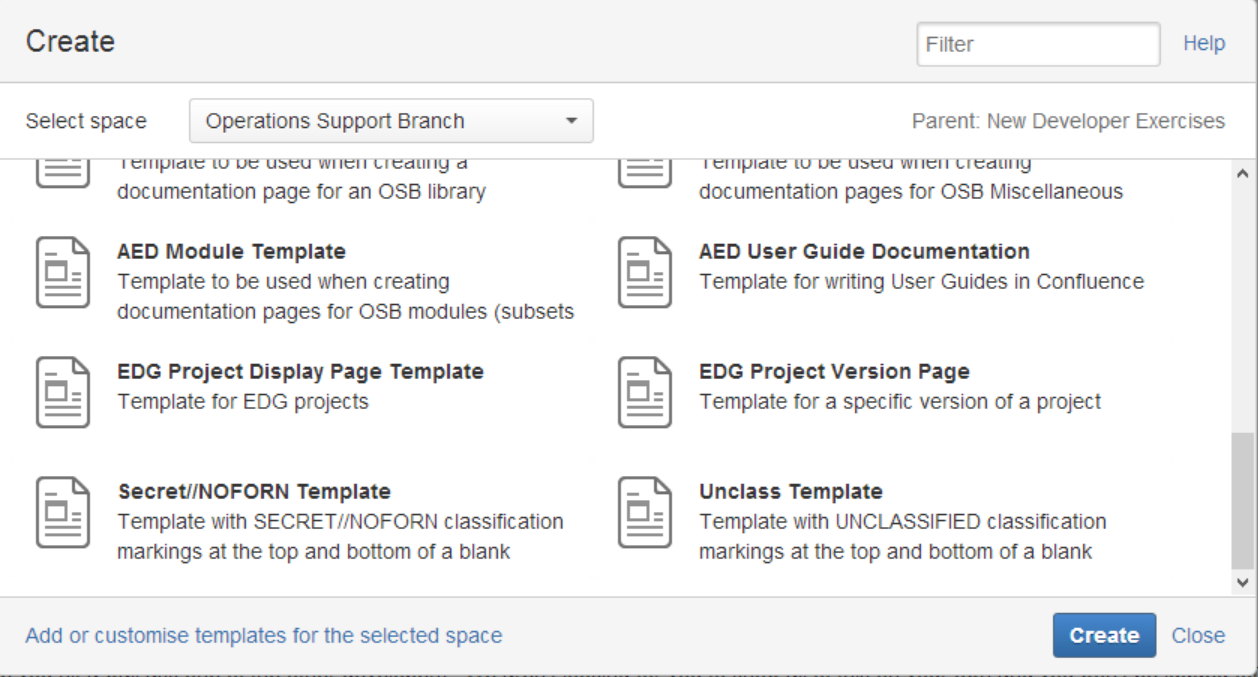 Create
Filter
Help
Select space
Operations Support Branch
Parent: New Developer Exercises
Template to be used when creating a
documentation page for an OSB library
Template to be used when creating
documentation pages for OSB Miscellaneous
AED Module Template
Template to be used when creating
documentation pages for OSB modules (subsets
AED User Guide Documentation
Template for writing User Guides in Confluence
EDG Project Display Page Template
Template for EDG projects
EDG Project Version Page
Template for a specific version of a project
Secret//NOFORN Template
Template with SECRET//NOFORN classification
markings at the top and bottom of a blank
Unclass Template
Template with UNCLASSIFIED classification
markings at the top and bottom of a blank
Add or customise templates for the selected space
Create
Close